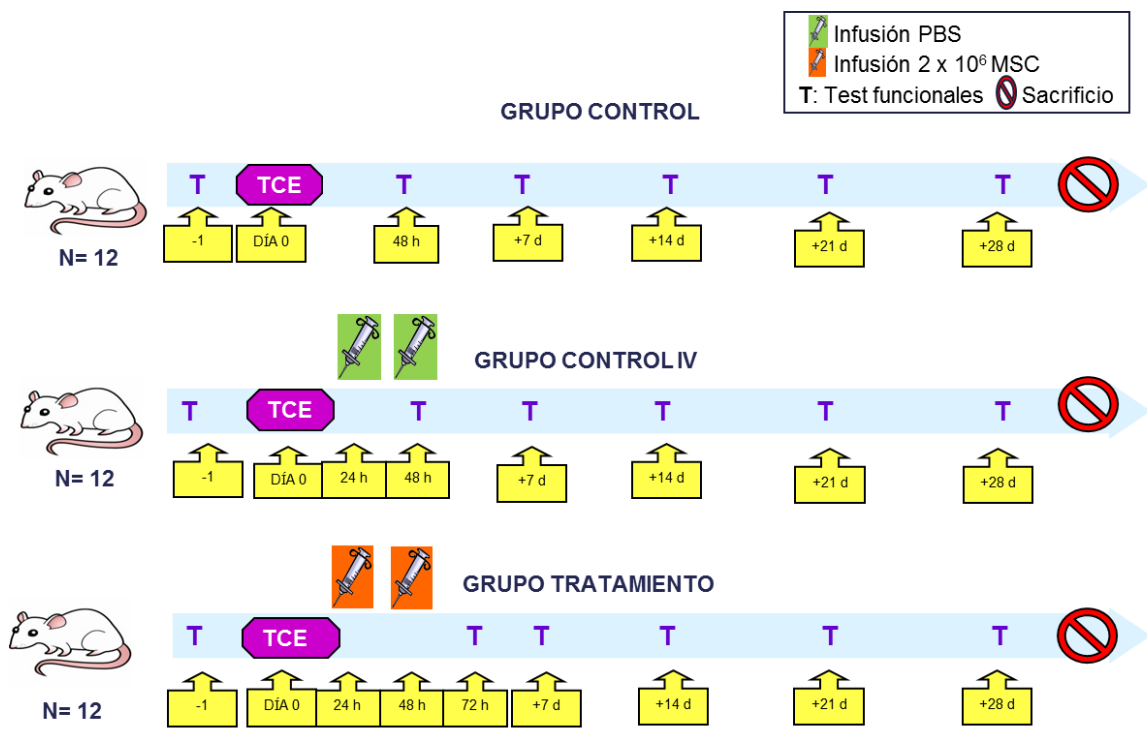 Infusión PBS
Infusión 2 x 10⁶ MSC
T: Test funcionales Sacrificio
GRUPO CONTROL
T TCE T T T T T
-1 DÍA 0 48 h +7 d +14 d +21 d +28 d
N= 12
GRUPO CONTROL IV
T TCE T T T T T
-1 DÍA 0 24 h 48 h +7 d +14 d +21 d +28 d
N= 12
GRUPO TRATAMIENTO
T TCE T T T T T
-1 DÍA 0 24 h 48 h 72 h +7 d +14 d +21 d +28 d
N= 12